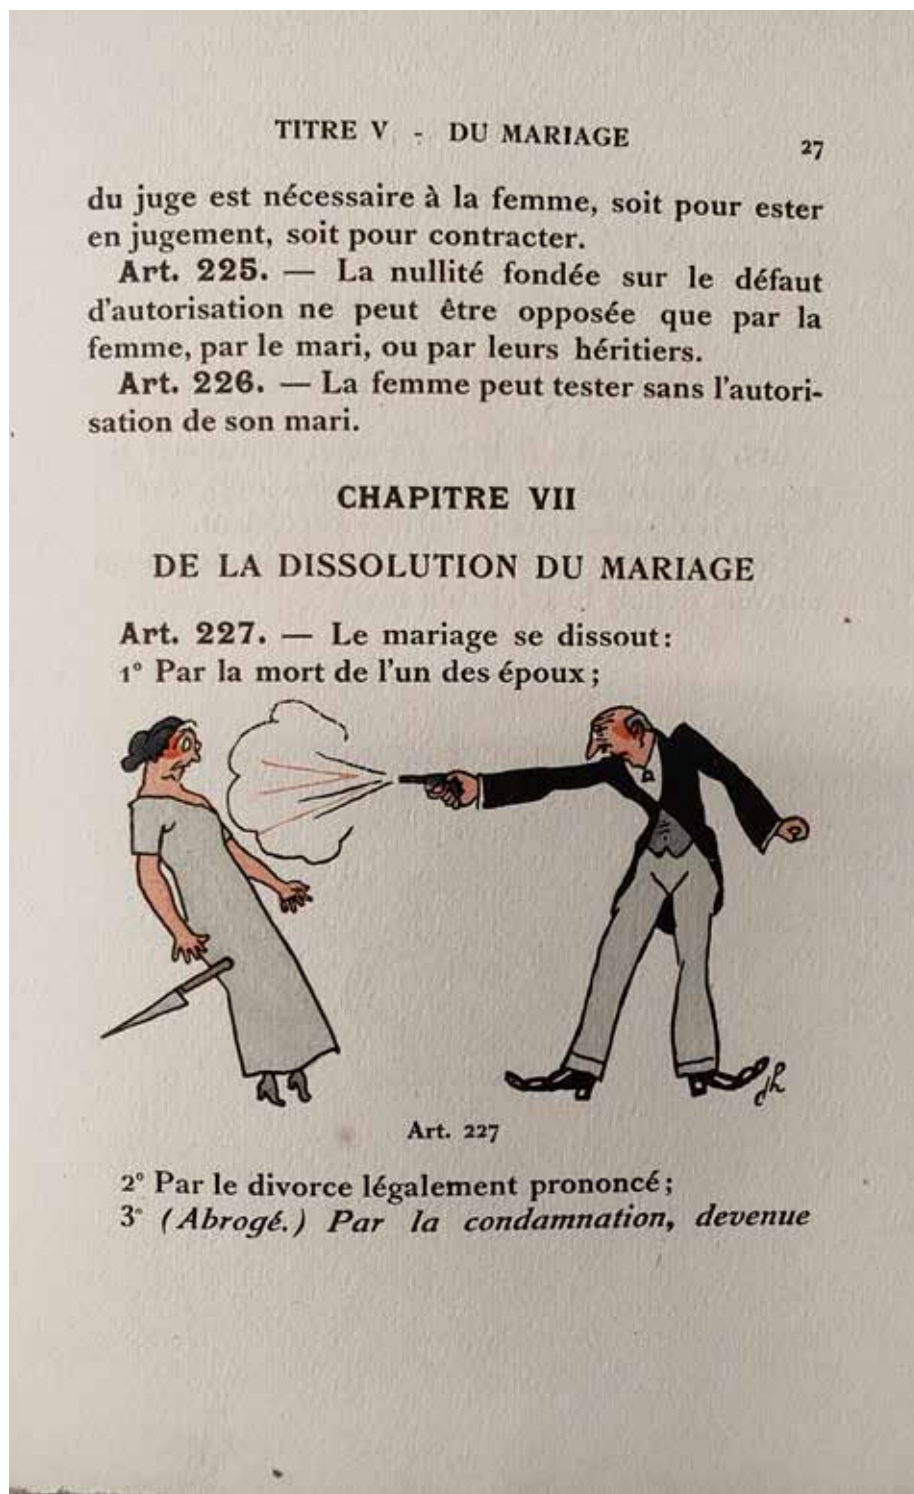 TITRE V - DU MARIAGE 27
du juge est nécessaire à la femme, soit pour ester
en jugement, soit pour contracter.
Art. 225. — La nullité fondée sur le défaut
d'autorisation ne peut être opposée que par la
femme, par le mari, ou par leurs héritiers.
Art. 226. — La femme peut tester sans l'autori-
sation de son mari.
CHAPITRE VII
DE LA DISSOLUTION DU MARIAGE
Art. 227. — Le mariage se dissout:
1° Par la mort de l'un des époux;
Art. 227
2° Par le divorce légalement prononcé;
3° (Abrogé.) Par la condamnation, devenue